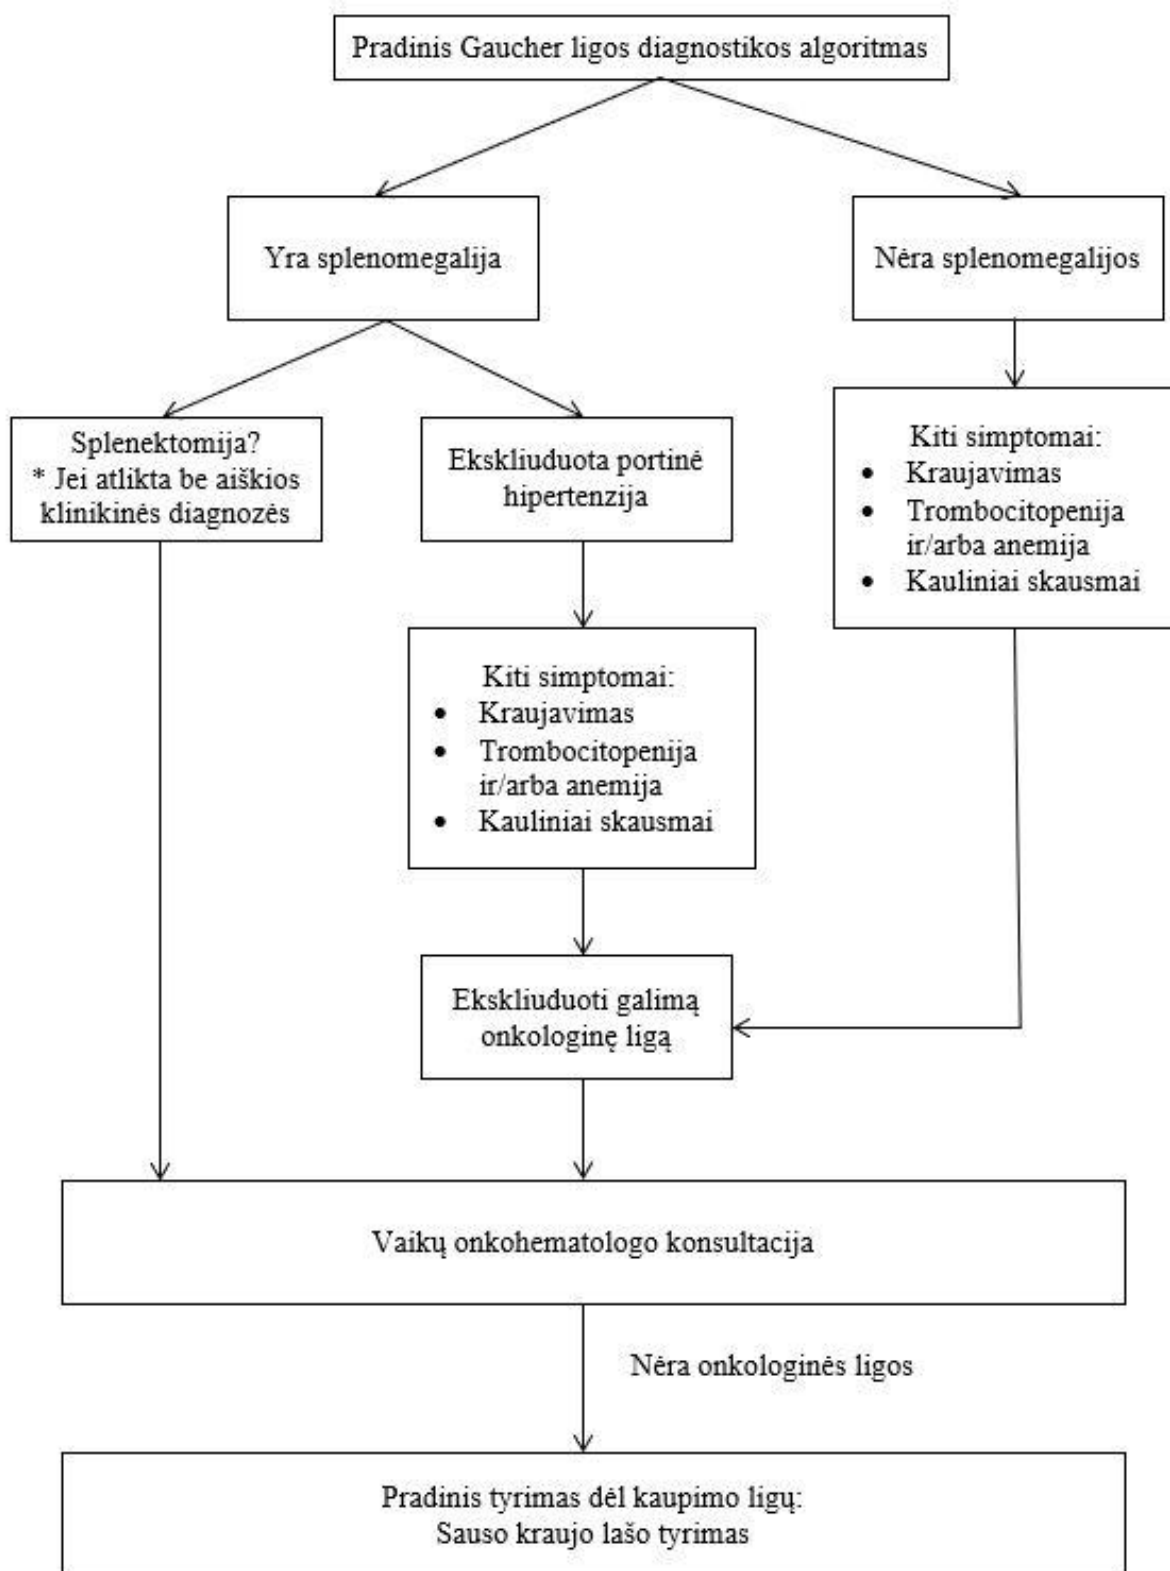 Pradinis Gaucher ligos diagnostikos algoritmas
Yra splenomegalija
Nėra splenomegalijos
Splenektomija?
* Jei atlikta be aiškios
klinikinės diagnozės
Ekskliuduota portinė
hipertenzija
Kiti simptomai:
• Kraujavimas
• Trombocitopenija
ir/arba anemija
• Kauliniai skausmai
Kiti simptomai:
• Kraujavimas
• Trombocitopenija
ir/arba anemija
• Kauliniai skausmai
Ekskliuduoti galimą
onkologinę ligą
Vaikų onkohematologo konsultacija
Nėra onkologinės ligos
Pradinis tyrimas dėl kaupimo ligų:
Sauso kraujo lašo tyrimas